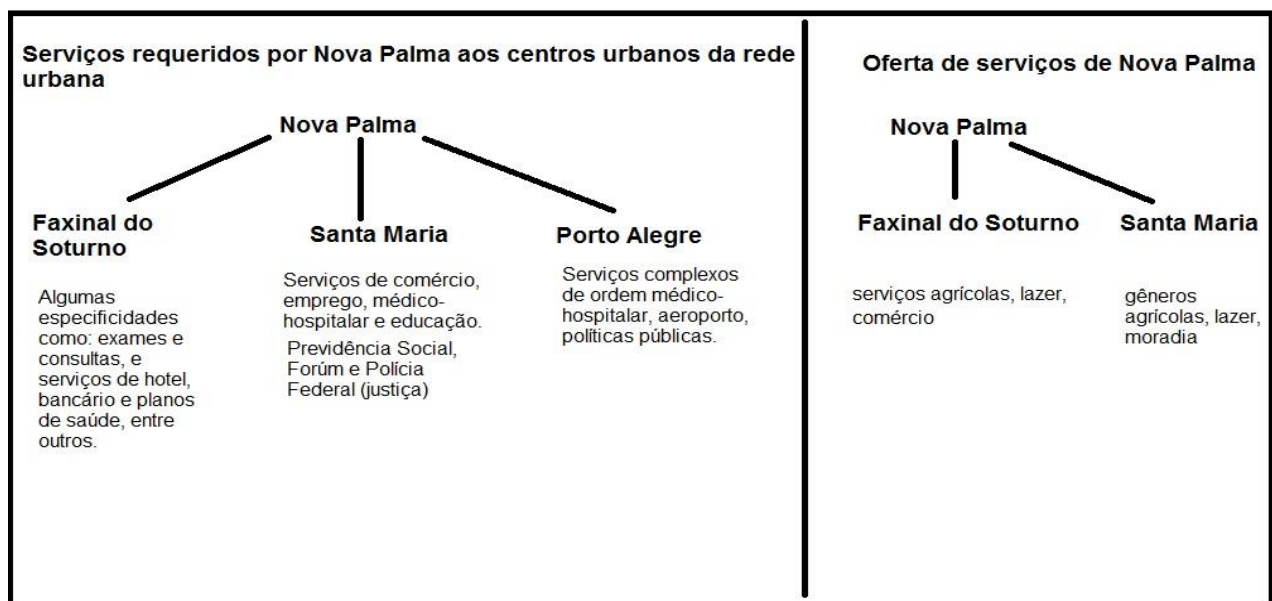 Serviços requeridos por Nova Palma aos centros urbanos da rede
urbana
Nova Palma
Faxinal do
Soturno
Algumas
especificidades
como: exames e
consultas, e
serviços de hotel,
bancário e planos
de saúde, entre
outros.
Santa Maria
Serviços de comércio,
emprego, médico-
hospitalar e educação.
Previdência Social,
Forúm e Polícia
Federal (justiça)
Porto Alegre
Serviços complexos
de ordem médico-
hospitalar, aeroporto,
políticas públicas.
Oferta de serviços de Nova Palma
Nova Palma
Faxinal do Soturno
serviços agrícolas, lazer,
comércio
Santa Maria
gêneros
agrícolas, lazer,
moradia